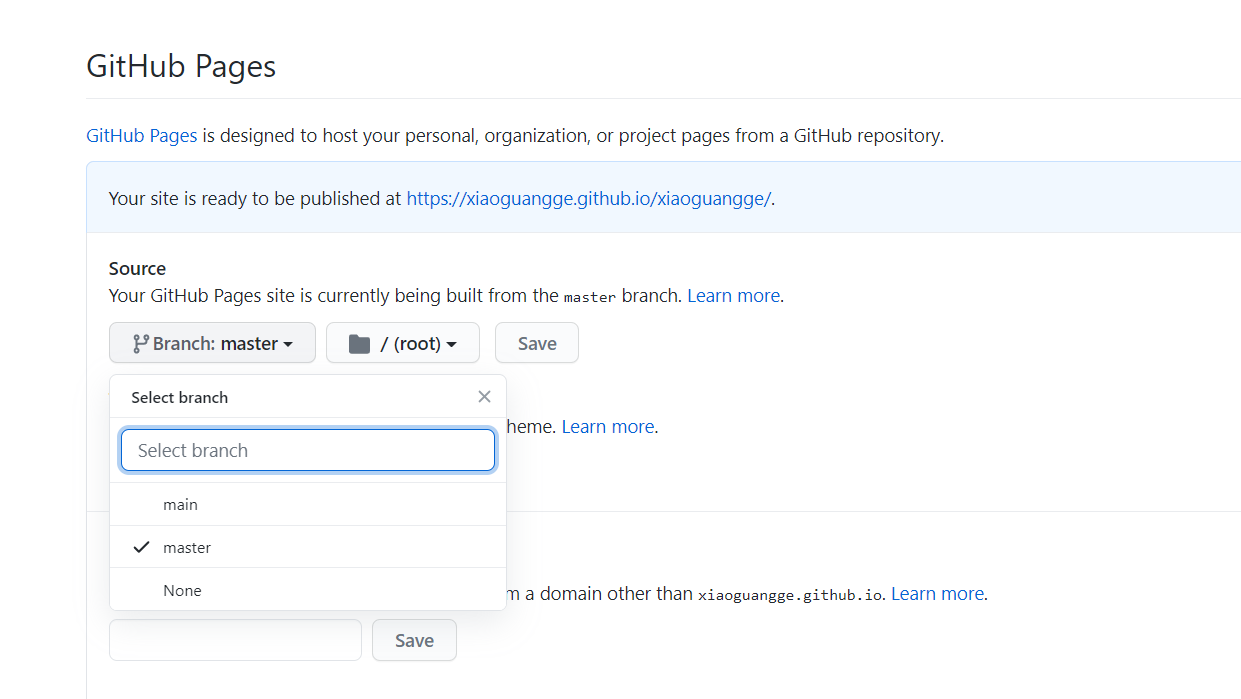 GitHub Pages
GitHub Pages is designed to host your personal, organization, or project pages from a GitHub repository.
Your site is ready to be published at https://xiaoguangge.github.io/xiaoguangge/.
Source
Your GitHub Pages site is currently being built from the master branch. Learn more.
Branch: master / (root) Save
Select branch
heme. Learn more.
Select branch
main
master
None
m a domain other than xiaoguangge.github.io. Learn more.
Save